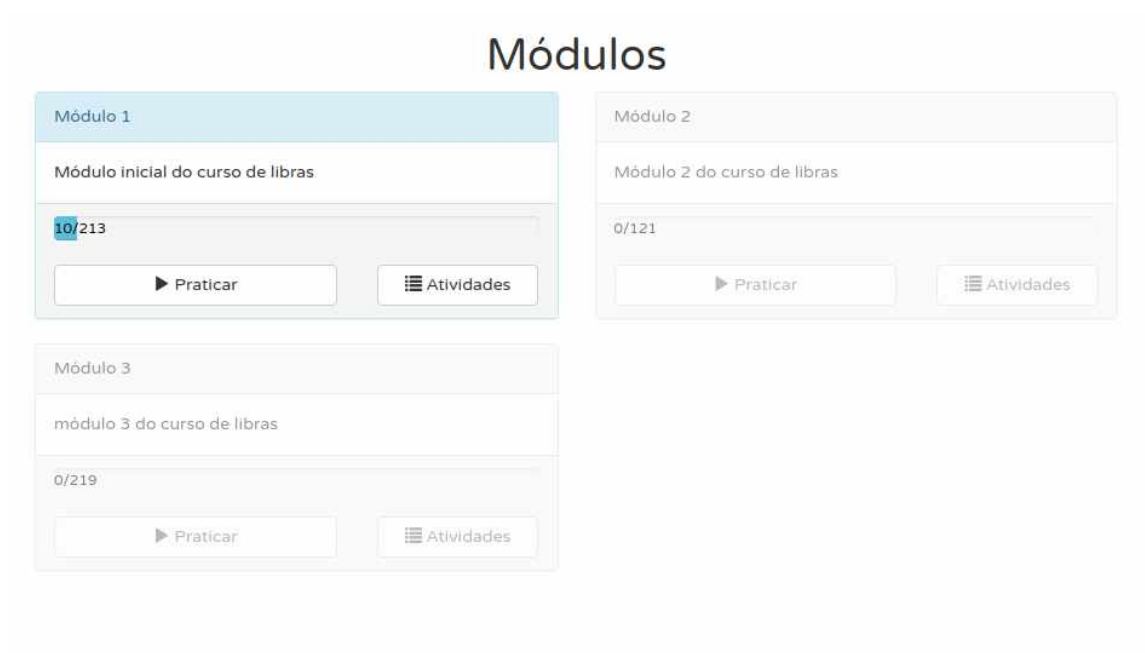 Módulos
Módulo 1
Módulo inicial do curso de libras
10/213
Praticar
Atividades
Módulo 2
Módulo 2 do curso de libras
0/121
Praticar
Atividades
Módulo 3
módulo 3 do curso de libras
0/219
Praticar
Atividades